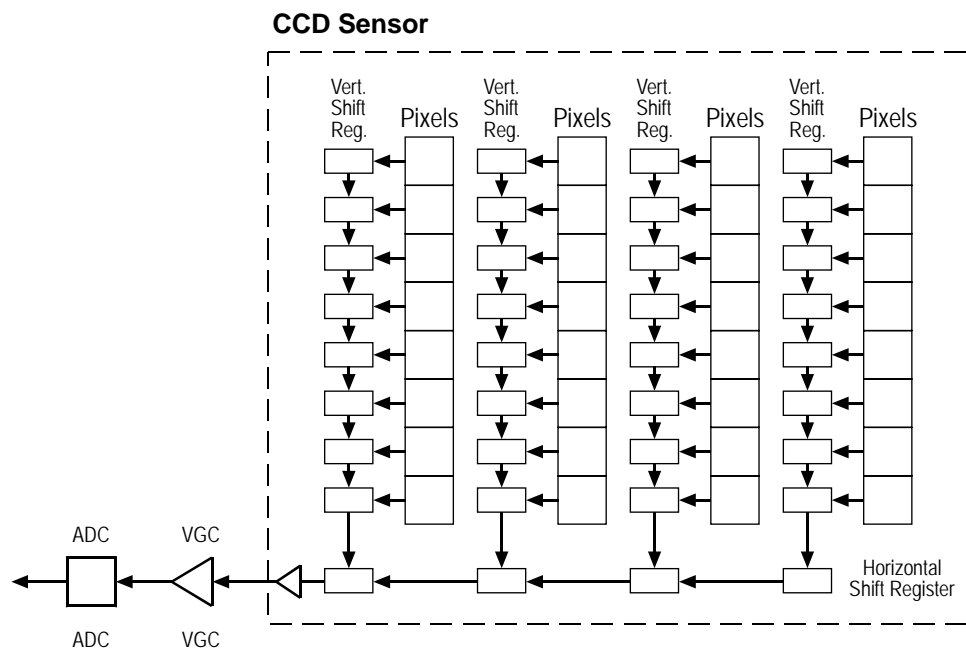 CCD Sensor
Vert.
Shift
Reg.
Pixels
Vert.
Shift
Reg.
Pixels
Vert.
Shift
Reg.
Pixels
Vert.
Shift
Reg.
Pixels
ADC
VGC
Horizontal
Shift Register
ADC
VGC